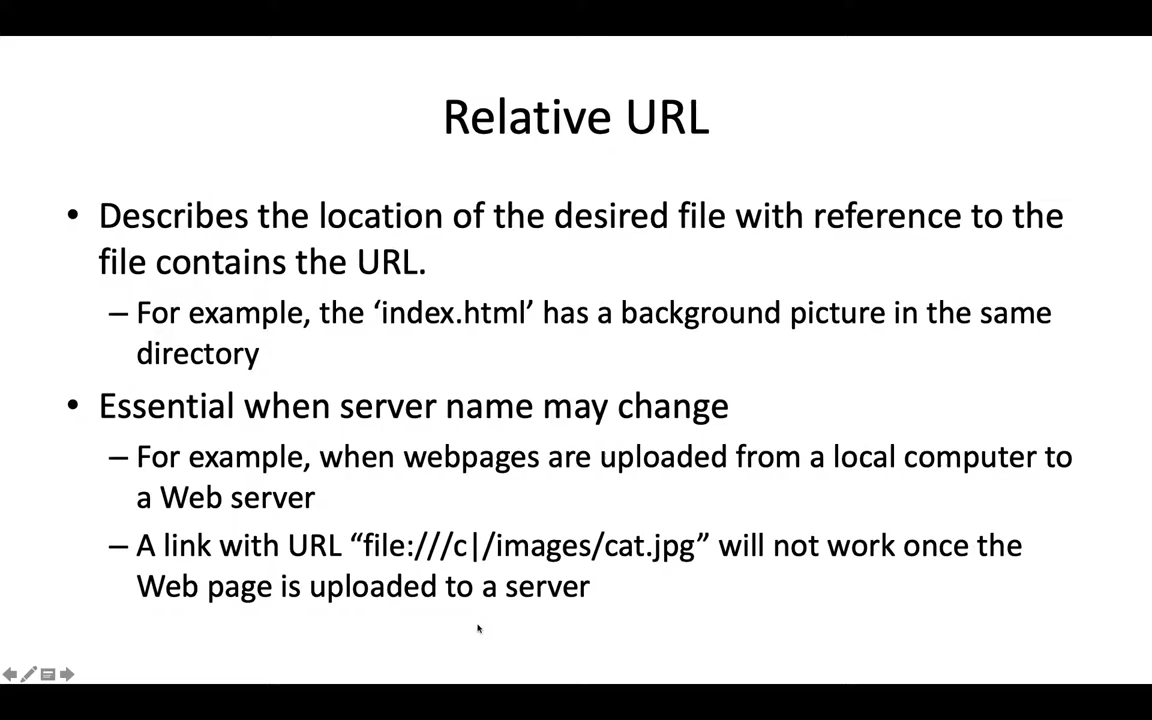 Relative URL
• Describes the location of the desired file with reference to the
file contains the URL.
– For example, the ‘index.html’ has a background picture in the same
directory
• Essential when server name may change
– For example, when webpages are uploaded from a local computer to
a Web server
– A link with URL “file:///c|/images/cat.jpg” will not work once the
Web page is uploaded to a server